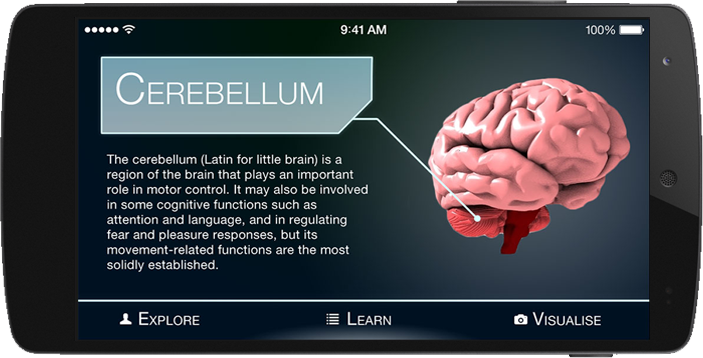 9:41 AM
100%
CEREBELLUM
The cerebellum (Latin for little brain) is a
region of the brain that plays an important
role in motor control. It may also be involved
in some cognitive functions such as
attention and language, and in regulating
fear and pleasure responses, but its
movement-related functions are the most
solidly established.
EXPLORE
LEARN
VISUALISE